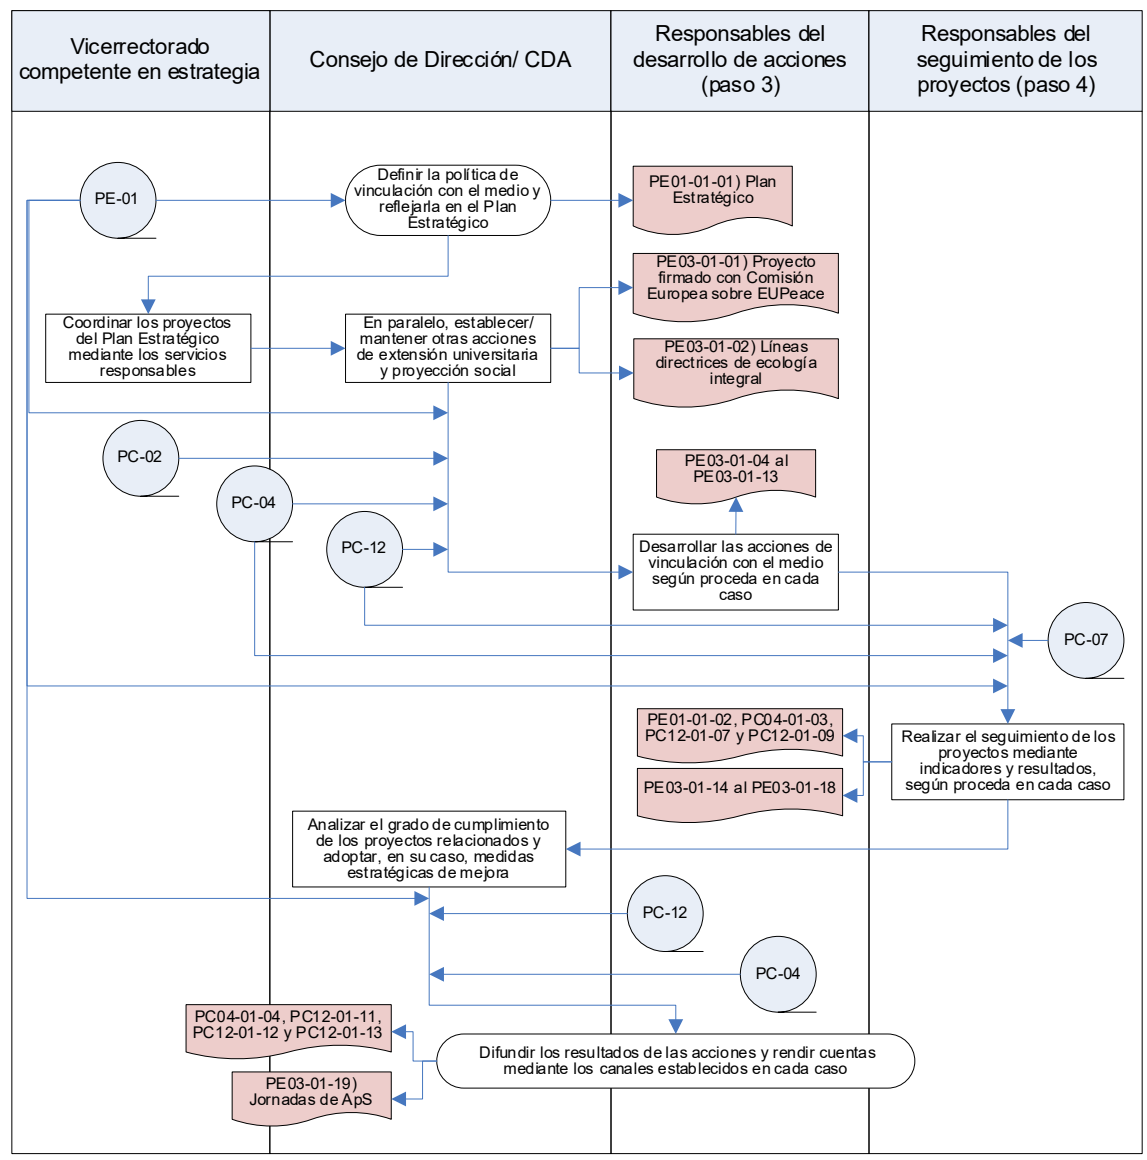 Vicerrectorado
competente en estrategia
Consejo de Dirección/ CDA
Responsables del
desarrollo de acciones
(paso 3)
Responsables del
seguimiento de los
proyectos (paso 4)
PE-01
Definir la política de
vinculación con el medio y
reflejarla en el Plan
Estratégico
PE01-01-01) Plan
Estratégico
PE03-01-01) Proyecto
firmado con Comisión
Europea sobre EUPeace
Coordinar los proyectos
del Plan Estratégico
mediante los servicios
responsables
En paralelo, establecer/
mantener otras acciones
de extensión universitaria
y proyección social
PE03-01-02) Líneas
directrices de ecología
integral
PC-02
PC-04
PC-12
PE03-01-04 al
PE03-01-13
Desarrollar las acciones de
vinculación con el medio
según proceda en cada
caso
PC-07
PE01-01-02, PC04-01-03,
PC12-01-07 y PC12-01-09
PE03-01-14 al PE03-01-18
Realizar el seguimiento de los
proyectos mediante
indicadores y resultados,
según proceda en cada caso
Analizar el grado de cumplimiento
de los proyectos relacionados y
adoptar, en su caso, medidas
estratégicas de mejora
PC-12
PC-04
PC04-01-04, PC12-01-11,
PC12-01-12 y PC12-01-13
Difundir los resultados de las acciones y rendir cuentas
mediante los canales establecidos en cada caso
PE03-01-19)
Jornadas de ApS